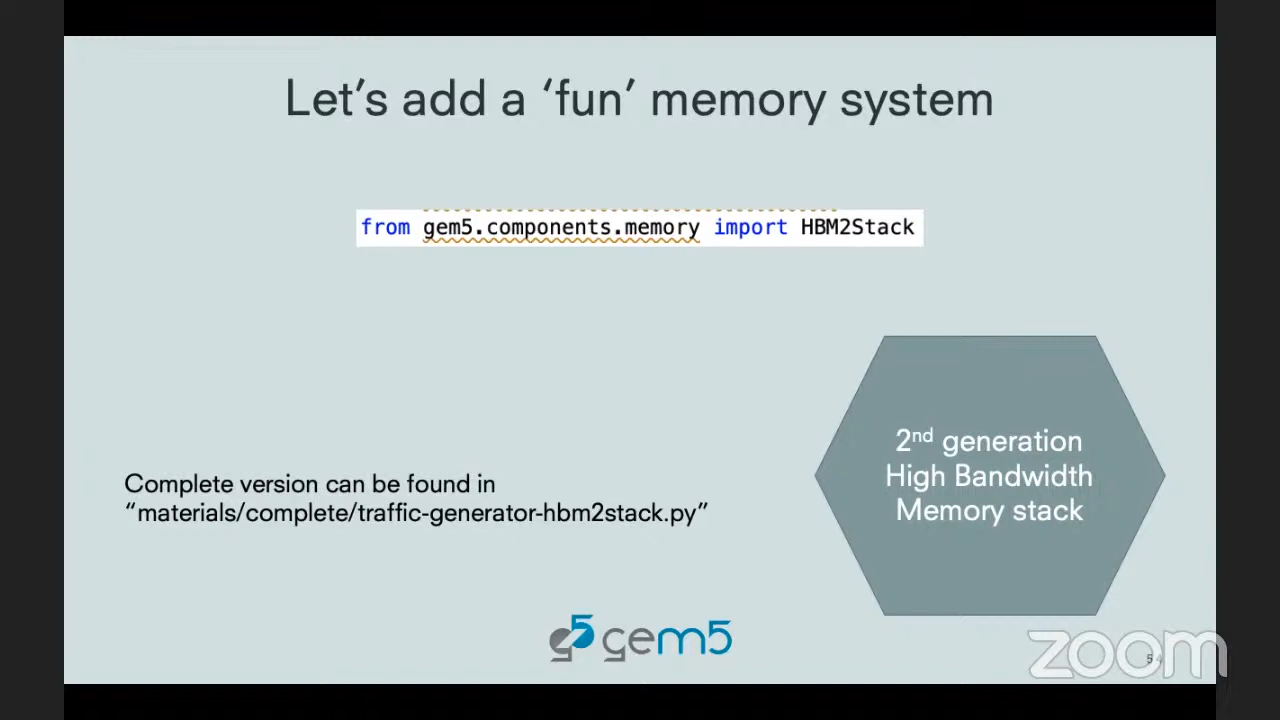 Let’s add a ‘fun’ memory system
from gem5.components.memory import HBM2Stack
2nd generation
High Bandwidth
Memory stack
Complete version can be found in
“materials/complete/traffic-generator-hbm2stack.py”
g5 gem5
zoom